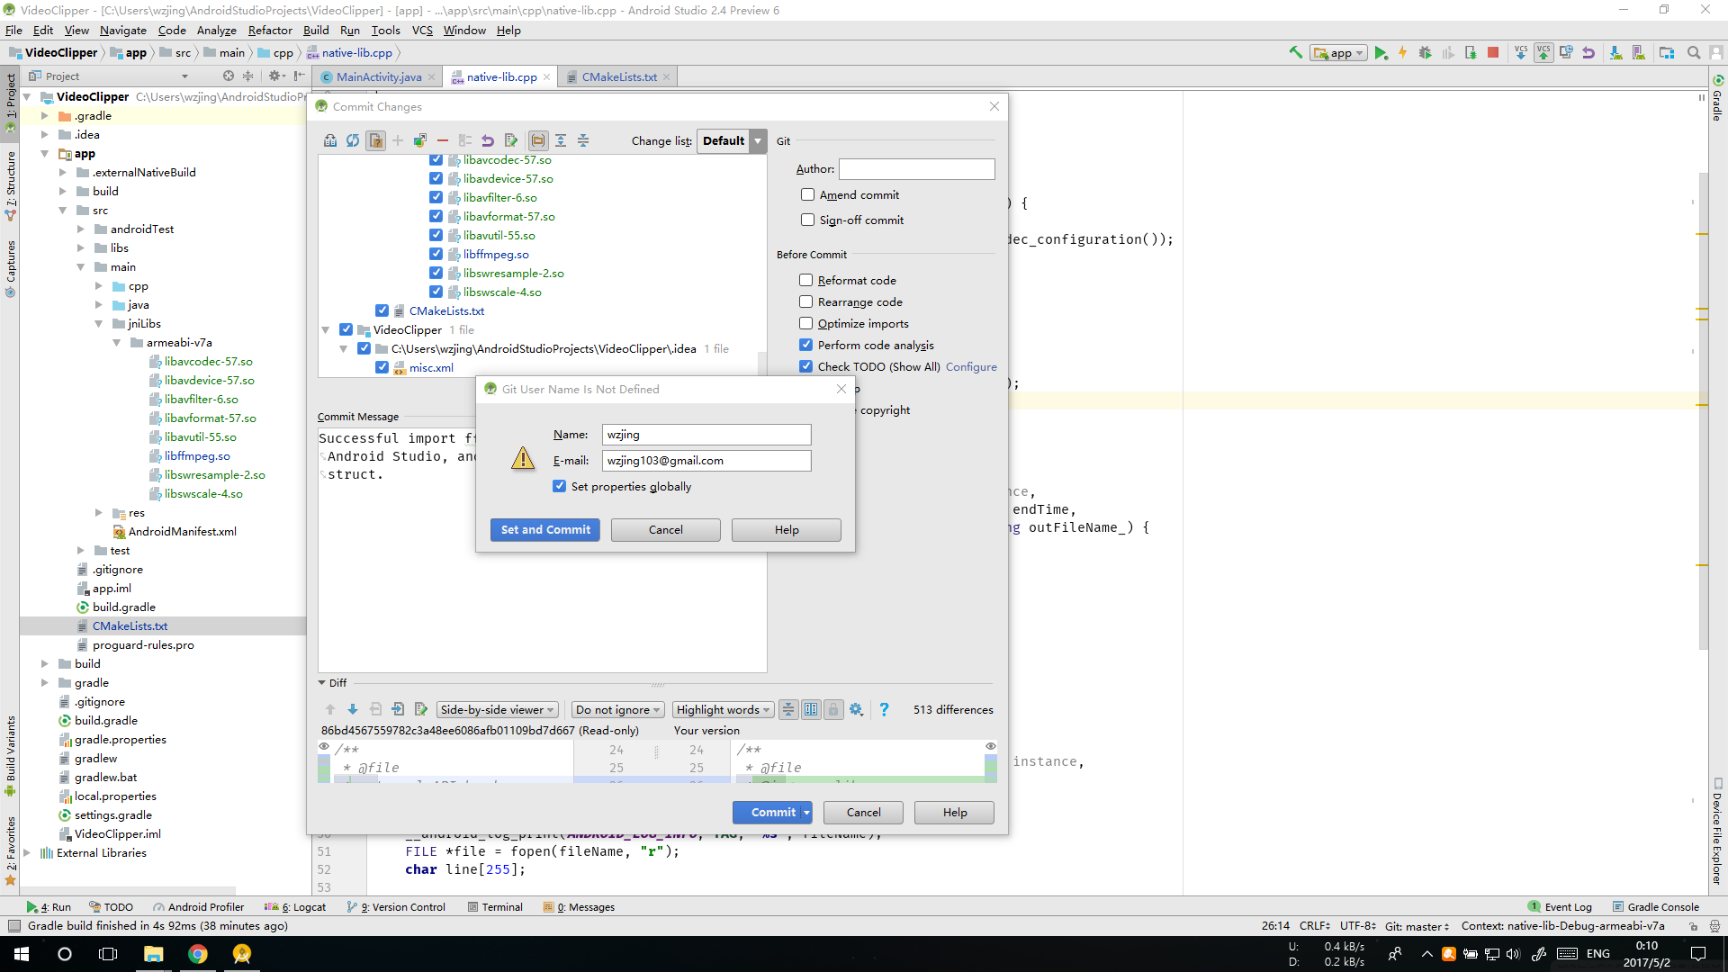 VideoClipper - [C:\Users\wzjing\AndroidStudioProjects\VideoClipper] - [app] - ...\app\src\main\cpp\native-lib.cpp - Android Studio 2.4 Preview 6
File Edit View Navigate Code Analyze Refactor Build Run Tools VCS Window Help
VideoClipper app src main cpp native-lib.cpp
app
Project
MainActivity.java native-lib.cpp CMakeLists.txt
VideoClipper C:\Users\wzjing\AndroidStudioPr
.gradle
.idea
app
.externalNativeBuild
build
src
androidTest
libs
main
cpp
java
jniLibs
armeabi-v7a
libavcodec-57.so
libavdevice-57.so
libavfilter-6.so
libavformat-57.so
libavutil-55.so
libffmpeg.so
libswresample-2.so
libswscale-4.so
res
AndroidManifest.xml
test
.gitignore
app.iml
build.gradle
CMakeLists.txt
proguard-rules.pro
build
gradle
.gitignore
build.gradle
gradle.properties
gradlew
gradlew.bat
local.properties
settings.gradle
VideoClipper.iml
External Libraries
1: Project
7: Structure
Captures
Build Variants
2: Favorites
Gradle
Device File Explorer
Commit Changes
Change list: Default
Git
libavcodec-57.so
libavdevice-57.so
libavfilter-6.so
libavformat-57.so
libavutil-55.so
libffmpeg.so
libswresample-2.so
libswscale-4.so
CMakeLists.txt
VideoClipper 1 file
C:\Users\wzjing\AndroidStudioProjects\VideoClipper\.idea 1 file
misc.xml
Author:
Amend commit
Sign-off commit
Before Commit
Reformat code
Rearrange code
Optimize imports
Perform code analysis
Check TODO (Show All) Configure
copyright
Commit Message
Successful import f
Android Studio, an
struct.
Git User Name Is Not Defined
Name: wzjing
E-mail: wzjing103@gmail.com
Set properties globally
Set and Commit Cancel Help
) {
dec_configuration());
);
nce,
endTime,
ng outFileName_) {
instance,
Diff
Side-by-side viewer Do not ignore Highlight words ? 513 differences
86bd4567559782c3a48ee6086afb01109bd7d667 (Read-only) Your version
/** 24 24 /**
* @file 25 25 * @file
Commit Cancel Help
__android_log_print(ANDROID_LOG_INFO, TAG, "%s", fileName);
51 FILE *file = fopen(fileName, "r");
52 char line[255];
53
4: Run TODO Android Profiler 6: Logcat 9: Version Control Terminal 0: Messages 1 Event Log Gradle Console
Gradle build finished in 4s 92ms (38 minutes ago) 26:14 CRLF UTF-8 Git: master Context: native-lib-Debug-armeabi-v7a
U: 0.4 kB/s
D: 0.2 kB/s
ENG
0:10
2017/5/2